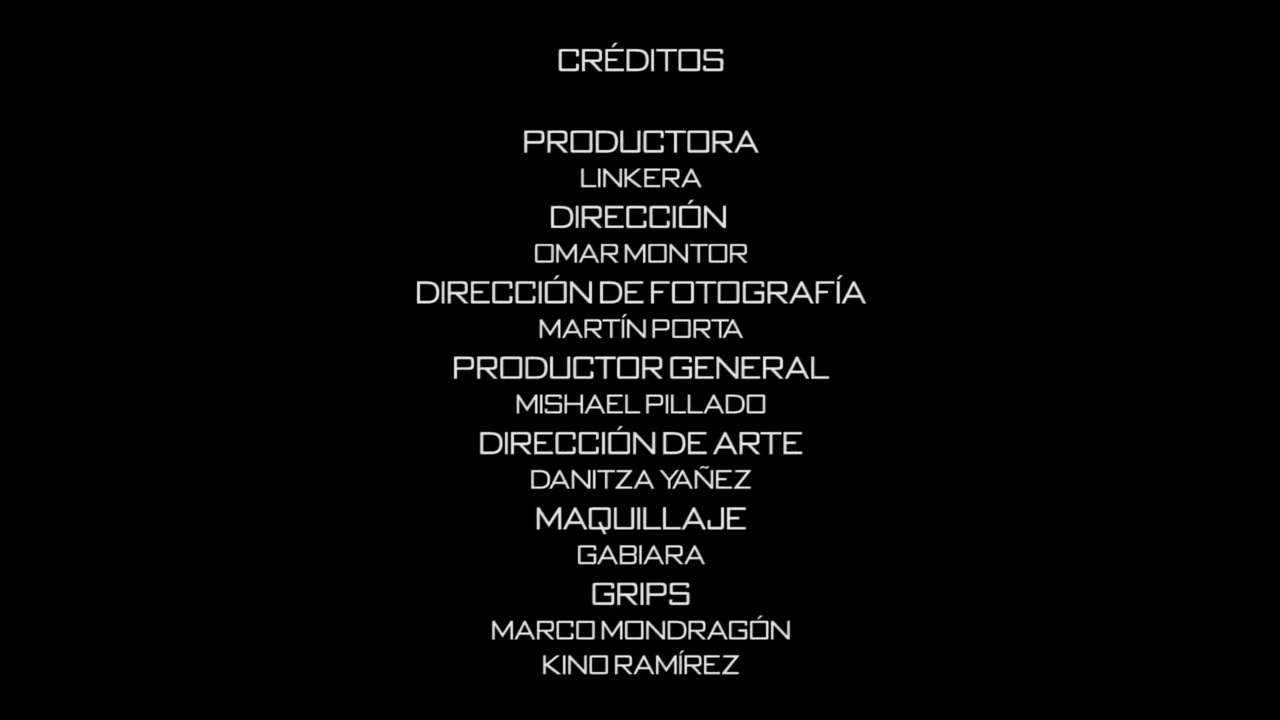 CRÉDITOS
PRODUCTORA
LINKERA
DIRECCIÓN
OMAR MONTOR
DIRECCIÓN DE FOTOGRAFÍA
MARTÍN PORTA
PRODUCTOR GENERAL
MISHAEL PILLADO
DIRECCIÓN DE ARTE
DANITZA YAÑEZ
MAQUILLAJE
GABIARA
GRIPS
MARCO MONDRAGÓN
KINO RAMÍREZ